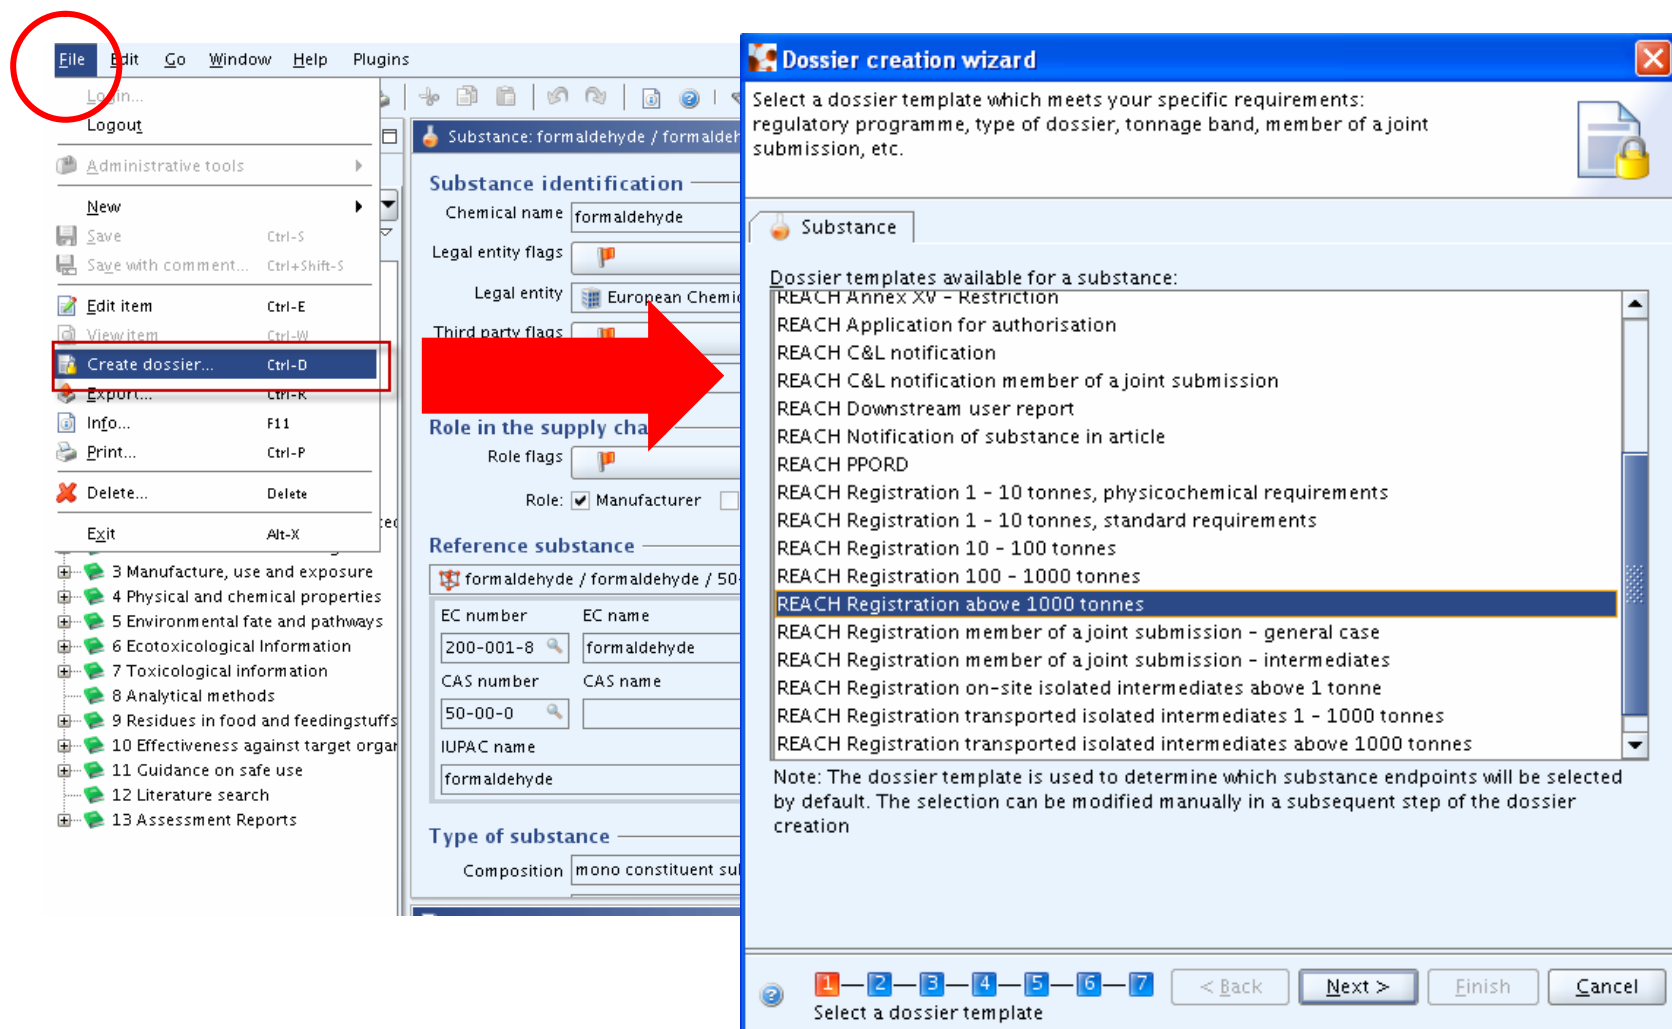 File Edit Go Window Help Plugins
Login...
Logout
Administrative tools
New
Save Ctrl-S
Save with comment... Ctrl+Shift-S
Edit item Ctrl-E
View item Ctrl-W
Create dossier... Ctrl-D
Export... Ctrl-R
Info... F11
Print... Ctrl-P
Delete... Delete
Exit Alt-X
3 Manufacture, use and exposure
4 Physical and chemical properties
5 Environmental fate and pathways
6 Ecotoxicological Information
7 Toxicological information
8 Analytical methods
9 Residues in food and feedingstuffs
10 Effectiveness against target organ
11 Guidance on safe use
12 Literature search
13 Assessment Reports
Substance: formaldehyde / formaldeh
Substance identification
Chemical name formaldehyde
Legal entity flags
Legal entity European Chemi
Third party flags
Role in the supply cha
Role flags
Role: Manufacturer
Reference substance
formaldehyde / formaldehyde / 50-
EC number EC name
200-001-8 formaldehyde
CAS number CAS name
50-00-0
IUPAC name
formaldehyde
Type of substance
Composition mono constituent su
Dossier creation wizard
Select a dossier template which meets your specific requirements:
regulatory programme, type of dossier, tonnage band, member of a joint
submission, etc.
Substance
Dossier templates available for a substance:
REACH Annex XV - Restriction
REACH Application for authorisation
REACH C&L notification
REACH C&L notification member of a joint submission
REACH Downstream user report
REACH Notification of substance in article
REACH PPORD
REACH Registration 1 - 10 tonnes, physicochemical requirements
REACH Registration 1 - 10 tonnes, standard requirements
REACH Registration 10 - 100 tonnes
REACH Registration 100 - 1000 tonnes
REACH Registration above 1000 tonnes
REACH Registration member of a joint submission - general case
REACH Registration member of a joint submission - intermediates
REACH Registration on-site isolated intermediates above 1 tonne
REACH Registration transported isolated intermediates 1 - 1000 tonnes
REACH Registration transported isolated intermediates above 1000 tonnes
Note: The dossier template is used to determine which substance endpoints will be selected
by default. The selection can be modified manually in a subsequent step of the dossier
creation
1 2 3 4 5 6 7 < Back Next > Finish Cancel
Select a dossier template